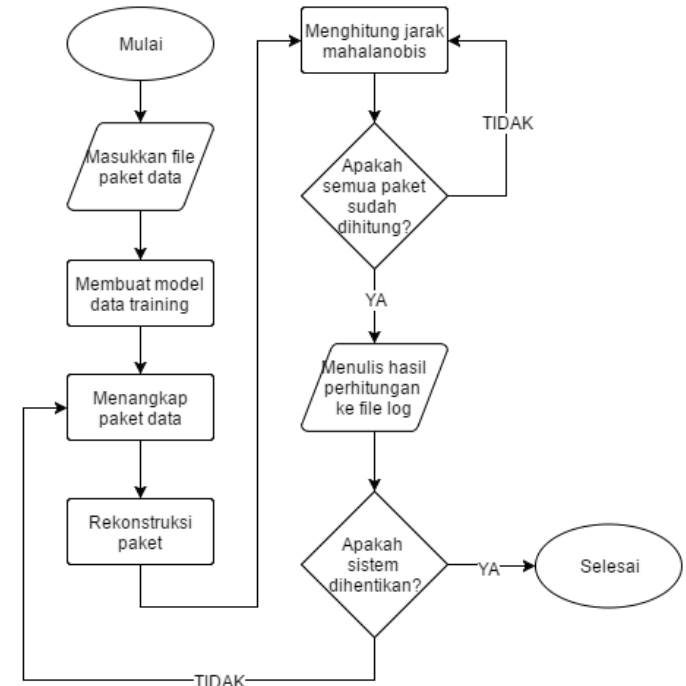 Mulai
Masukkan file
paket data
Membuat model
data training
Menangkap
paket data
Rekonstruksi
paket
Menghitung jarak
mahalanobis
TIDAK
Apakah
semua paket
sudah
dihitung?
YA
Menulis hasil
perhitungan
ke file log
Apakah
sistem
dihentikan?
YA
Selesai
TIDAK